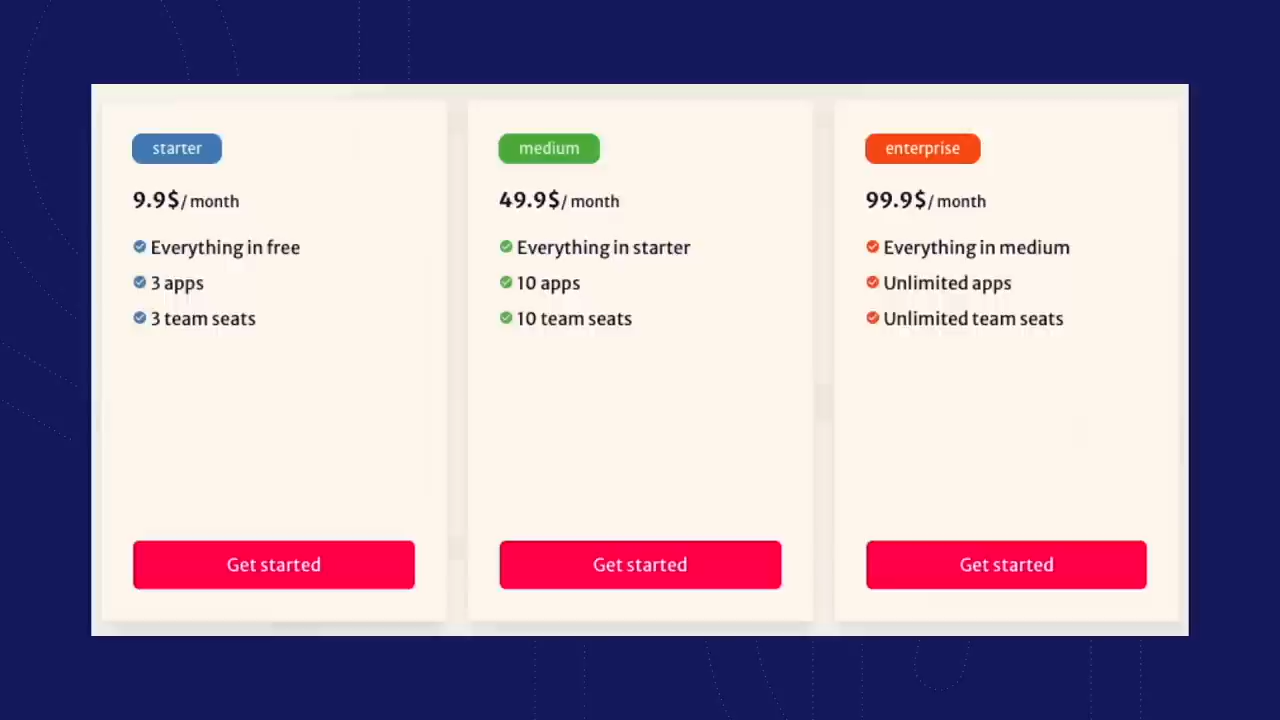 starter
9.9$/ month
Everything in free
3 apps
3 team seats
Get started
medium
49.9$/ month
Everything in starter
10 apps
10 team seats
Get started
enterprise
99.9$/ month
Everything in medium
Unlimited apps
Unlimited team seats
Get started